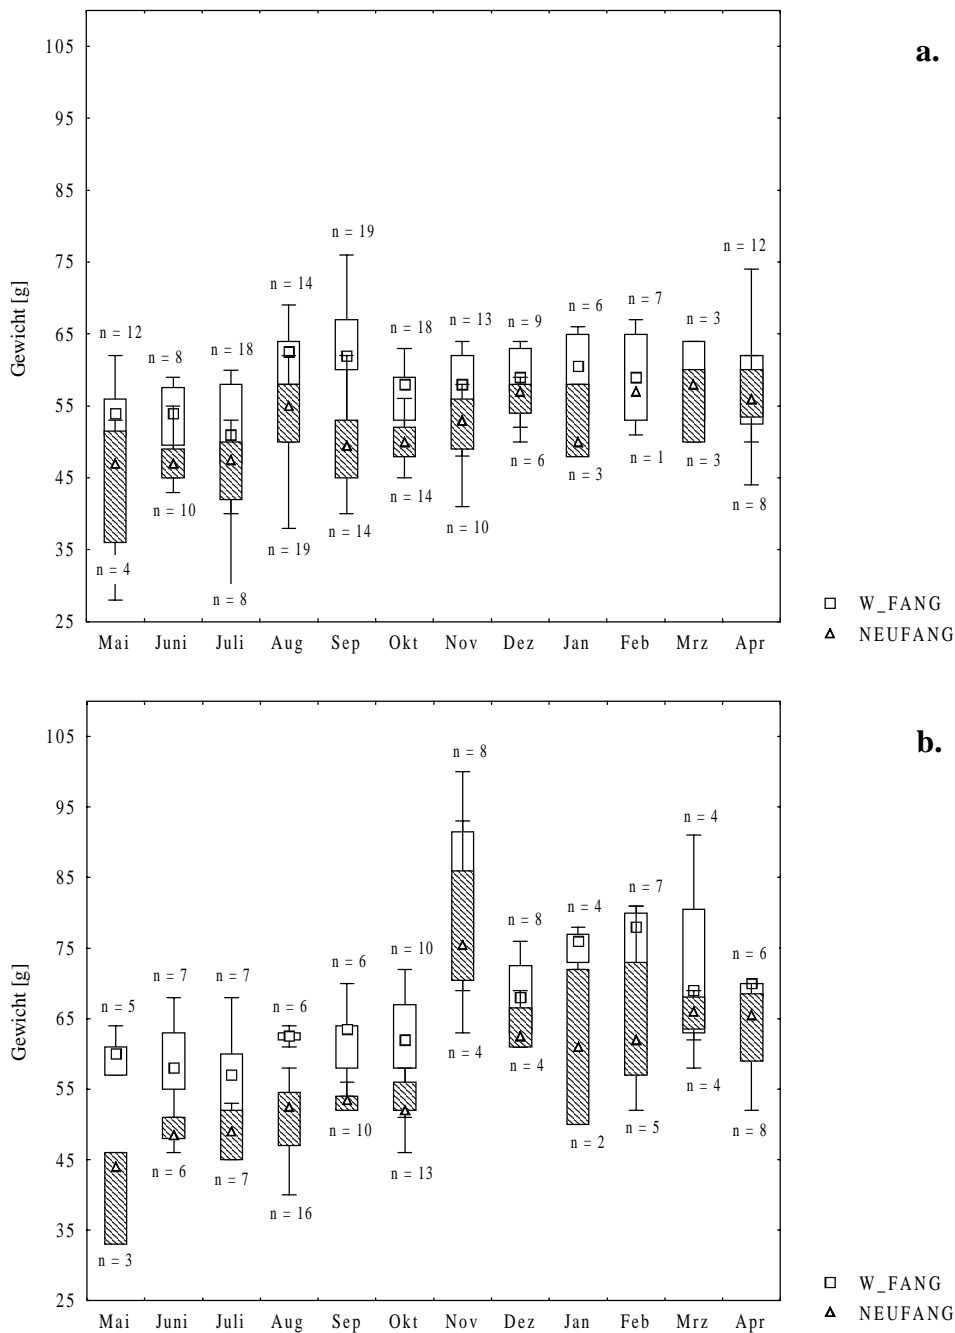 a.
105
95
85
75
65
55
45
35
25
Gewicht [g]
n = 12
n = 8
n = 18
n = 14
n = 19
n = 18
n = 13
n = 9
n = 6
n = 7
n = 3
n = 12
n = 4
n = 10
n = 8
n = 19
n = 14
n = 14
n = 10
n = 6
n = 3
n = 1
n = 3
n = 8
Mai Juni Juli Aug Sep Okt Nov Dez Jan Feb Mrz Apr
W_FANG
NEUFANG
b.
105
95
85
75
65
55
45
35
25
Gewicht [g]
n = 5
n = 7
n = 7
n = 6
n = 6
n = 10
n = 8
n = 8
n = 4
n = 7
n = 4
n = 6
n = 3
n = 6
n = 7
n = 16
n = 10
n = 13
n = 4
n = 4
n = 2
n = 5
n = 4
n = 8
Mai Juni Juli Aug Sep Okt Nov Dez Jan Feb Mrz Apr
W_FANG
NEUFANG